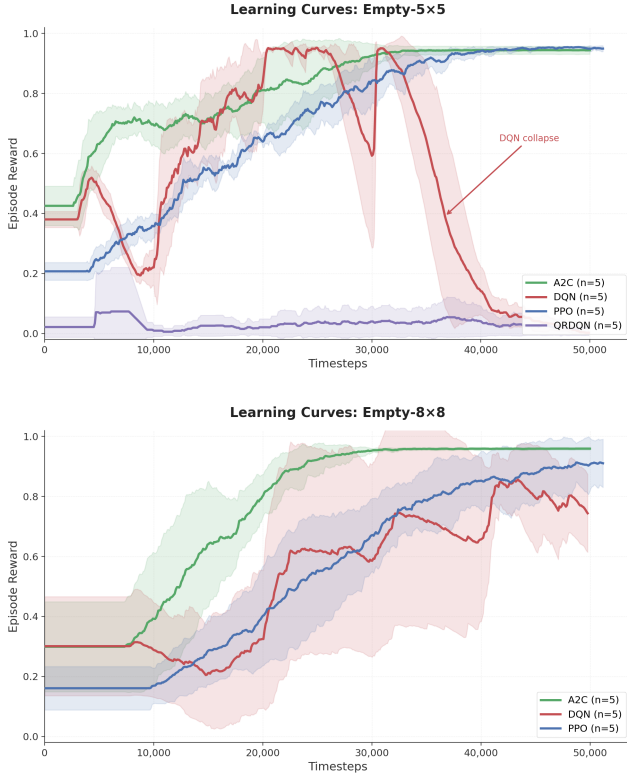 Learning Curves: Empty-5×5
Episode Reward
1.0
0.8
0.6
0.4
0.2
0.0
DQN collapse
A2C (n=5)
DQN (n=5)
PPO (n=5)
QRDQN (n=5)
0
10,000
20,000
30,000
40,000
50,000
Timesteps
Learning Curves: Empty-8×8
Episode Reward
1.0
0.8
0.6
0.4
0.2
0.0
A2C (n=5)
DQN (n=5)
PPO (n=5)
0
10,000
20,000
30,000
40,000
50,000
Timesteps